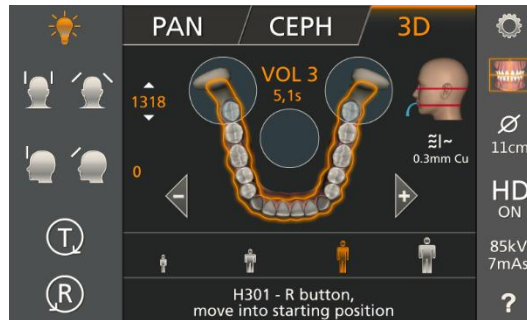 PAN
CEPH
3D
VOL 3
5,1s
1318
0
0.3mm Cu
11cm
HD
ON
85kV
7mAs
T
R
H301 - R button,
move into starting position
?